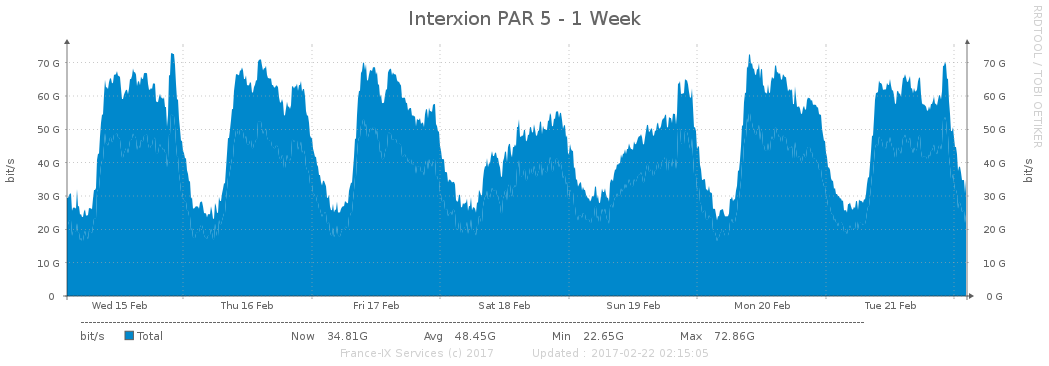 Interxion PAR 5 - 1 Week
RRDTOOL / TOBI OETIKER
bit/s
70 G 70 G
60 G 60 G
50 G 50 G
40 G 40 G
30 G 30 G
20 G 20 G
10 G 10 G
0 0 G
bit/s
Wed 15 Feb Thu 16 Feb Fri 17 Feb Sat 18 Feb Sun 19 Feb Mon 20 Feb Tue 21 Feb
bit/s Total Now 34.81G Avg 48.45G Min 22.65G Max 72.86G
France-IX Services (c) 2017 Updated : 2017-02-22 02:15:05